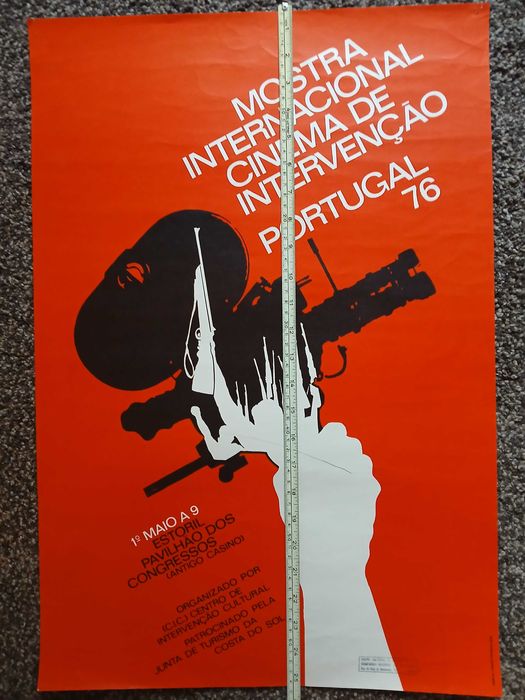 MOSTRA
INTERNACIONAL
CINEMA DE
INTERVENÇÃO
PORTUGAL
76
1º MAIO A 9
ESTORIL
PAVILHÃO DOS
CONGRESSOS
(ANTIGO CASINO)
ORGANIZADO POR
(C.I.C.) CENTRO DE
INTERVENÇÃO CULTURAL
PATROCINADO PELA
JUNTA DE TURISMO DA
COSTA DO SOL